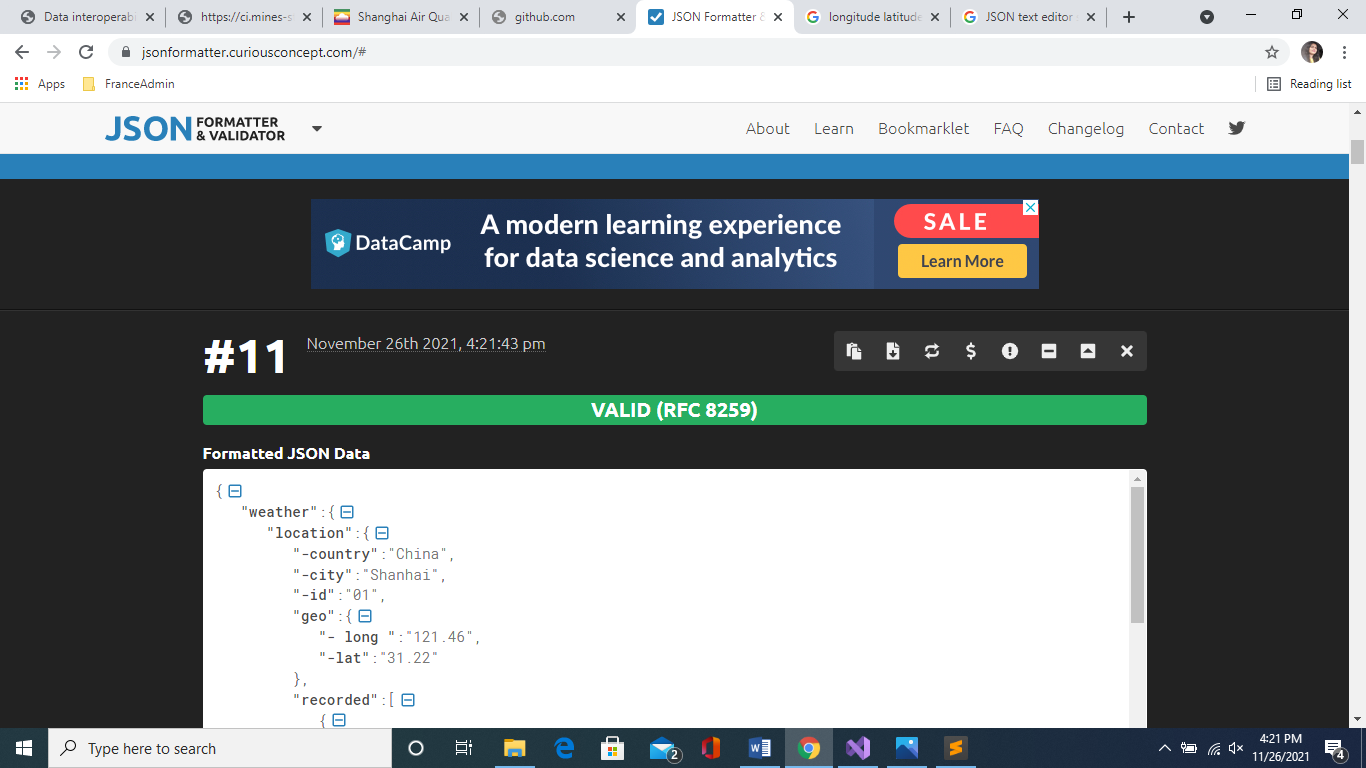 Data interoperabi
https://ci.mines-s
Shanghai Air Qua
github.com
JSON Formatter &
longitude latitude
JSON text editor
jsonformatter.curiousconcept.com/#
Apps
FranceAdmin
Reading list
JSON FORMATTER
& VALIDATOR
About
Learn
Bookmarklet
FAQ
Changelog
Contact
DataCamp
A modern learning experience
for data science and analytics
SALE
Learn More
#11
November 26th 2021, 4:21:43 pm
VALID (RFC 8259)
Formatted JSON Data
{
"weather":{
"location":{
"-country":"China",
"-city":"Shanhai",
"-id":"01",
"geo":{
"- long ":"121.46",
"-lat":"31.22"
},
"recorded":[
{
Type here to search
2
4:21 PM
11/26/2021
4